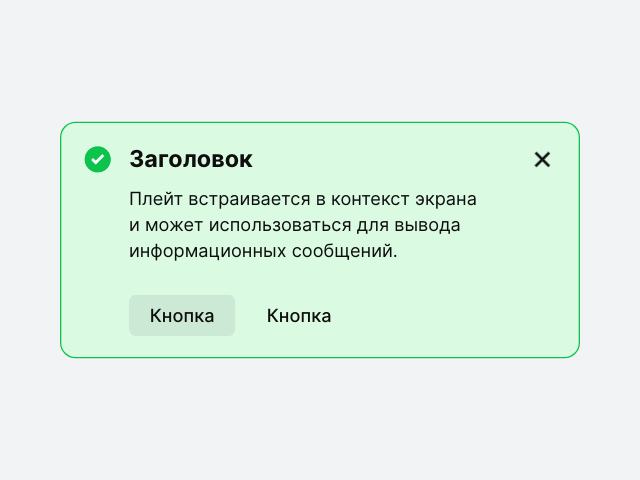 Заголовок
Плейт встраивается в контекст экрана
и может использоваться для вывода
информационных сообщений.
Кнопка Кнопка